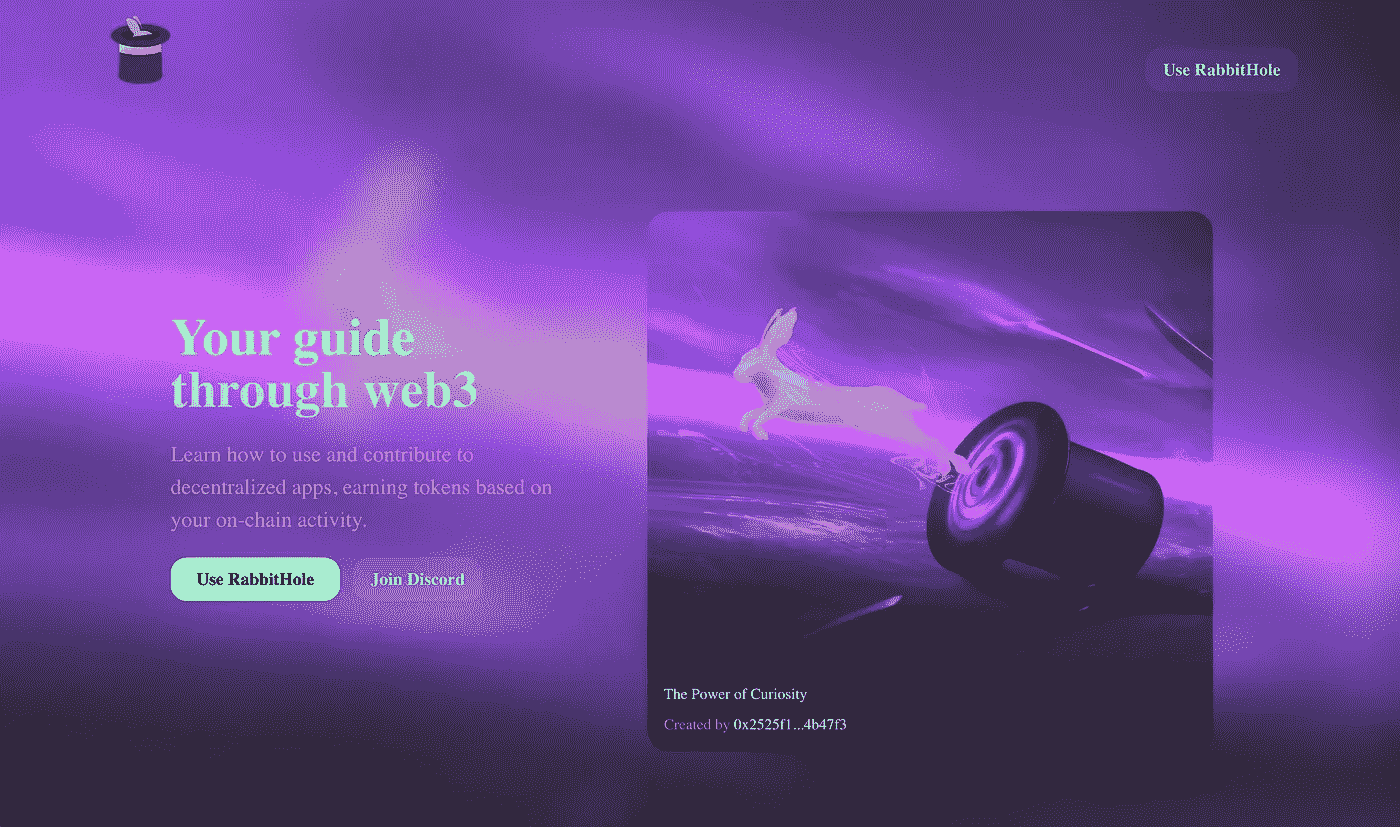 Use RabbitHole
Your guide
through web3
Learn how to use and contribute to
decentralized apps, earning tokens based on
your on-chain activity.
Use RabbitHole
Join Discord
The Power of Curiosity
Created by 0x2525f1...4b47f3